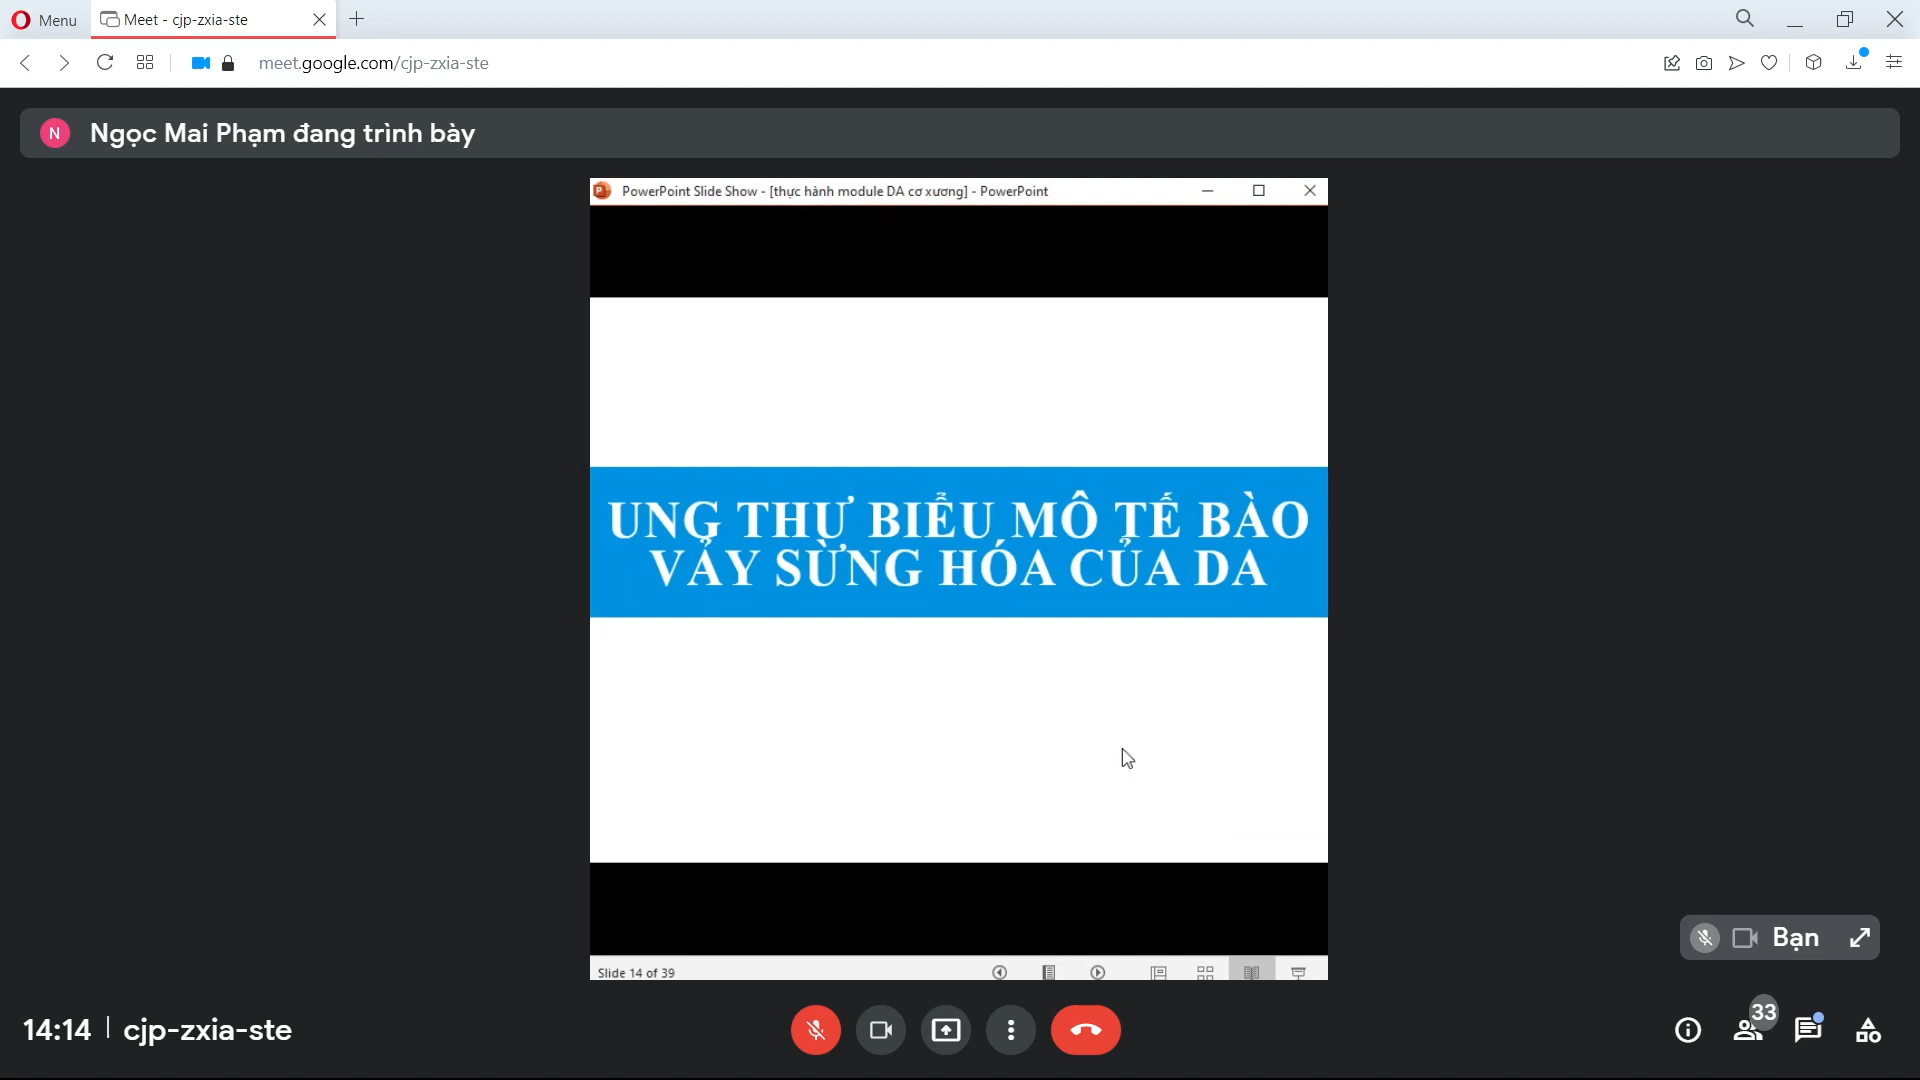 Menu
Meet - cjp-zxia-ste
meet.google.com/cjp-zxia-ste
N
Ngọc Mai Phạm đang trình bày
PowerPoint Slide Show - [thực hành module DA cơ xương] - PowerPoint
UNG THƯ BIỂU MÔ TẾ BÀO
VẢY SỪNG HÓA CỦA DA
Slide 14 of 39
Bạn
14:14
cjp-zxia-ste
33